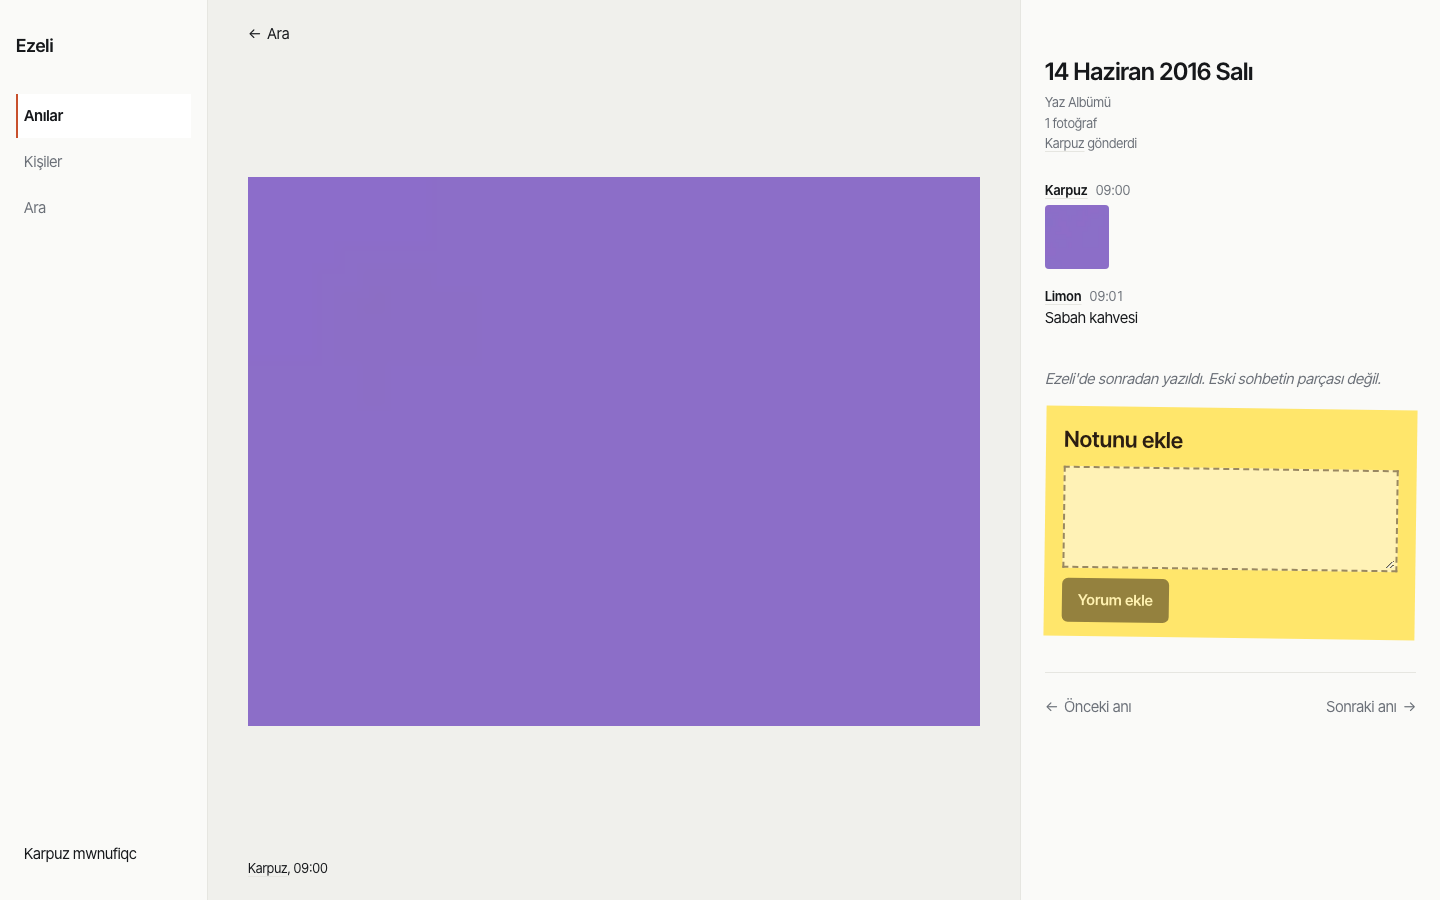 Ezeli
Anılar
Kişiler
Ara
Karpuz mwnufiqc
← Ara
Karpuz, 09:00
14 Haziran 2016 Salı
Yaz Albümü
1 fotoğraf
Karpuz gönderdi
Karpuz 09:00
Limon 09:01
Sabah kahvesi
Ezeli'de sonradan yazıldı. Eski sohbetin parçası değil.
Notunu ekle
Yorum ekle
← Önceki anı
Sonraki anı →